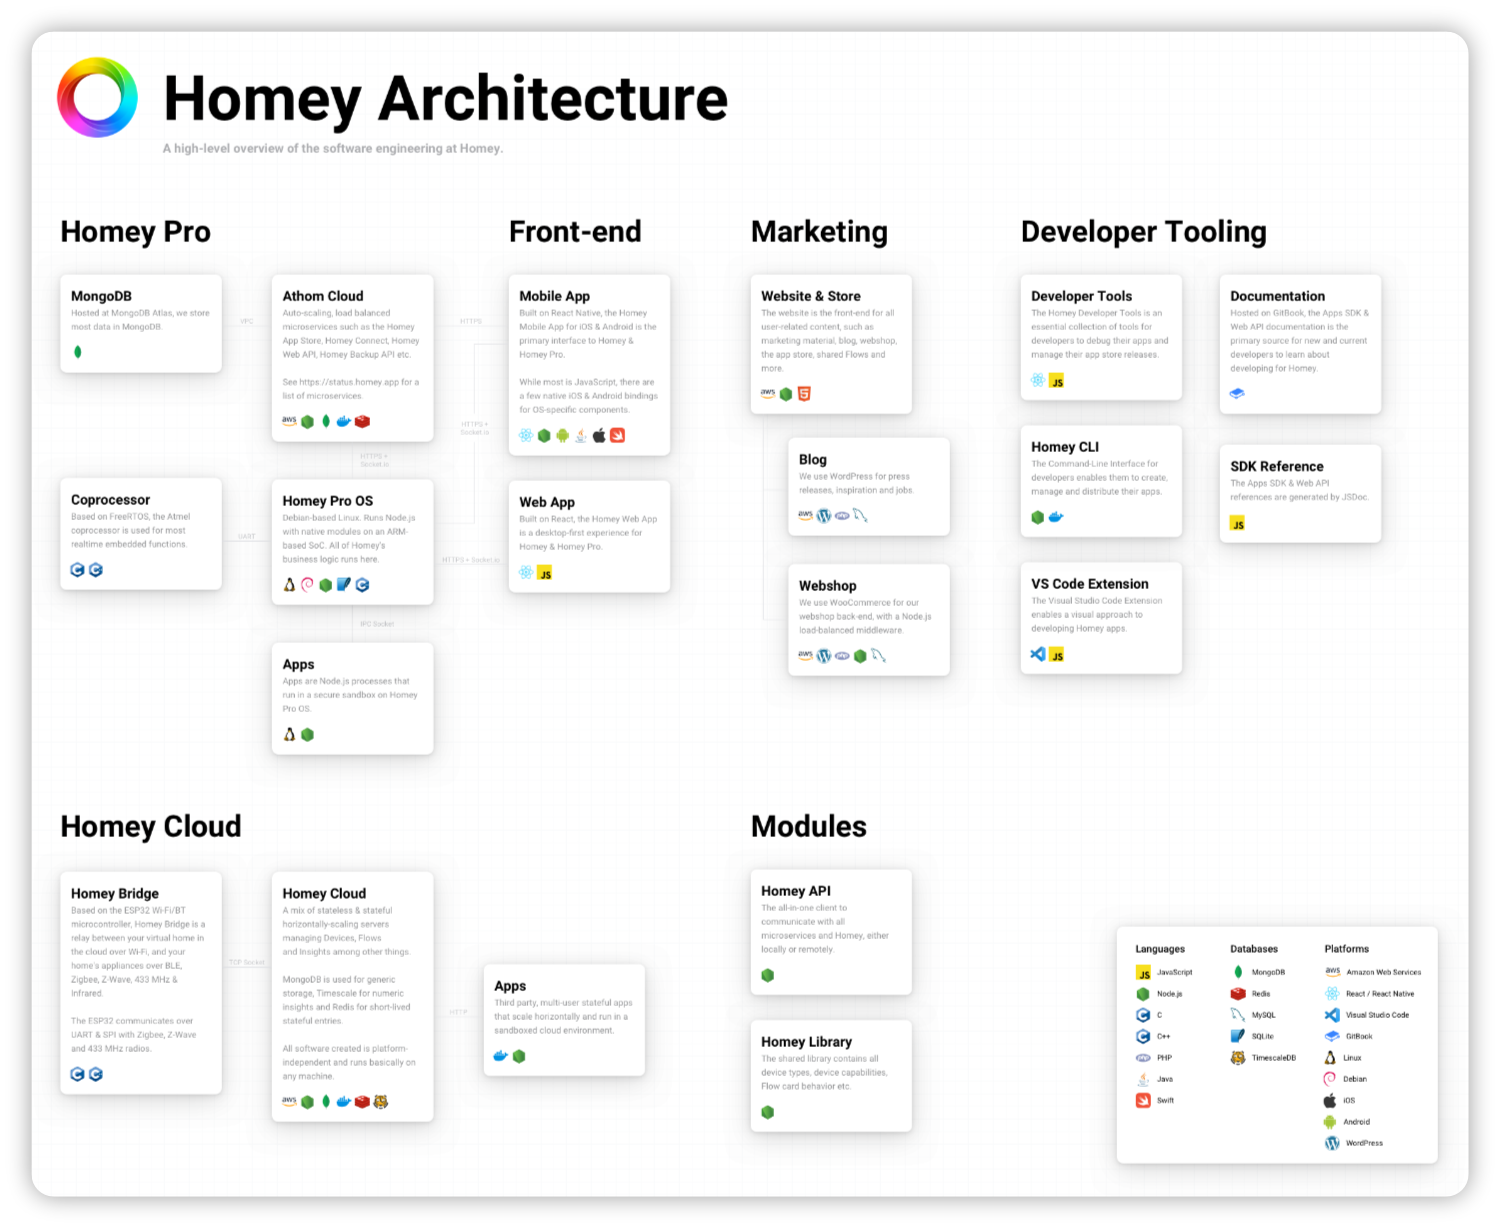 Homey Architecture
A high-level overview of the software engineering at Homey.
Homey Pro
MongoDB
Hosted at MongoDB Atlas, we store
most data in MongoDB.
VPC
Athom Cloud
Auto-scaling, load balanced
microservices such as the Homey
App Store, Homey Connect, Homey
Web API, Homey Backup API etc.
See https://status.homey.app for a
list of microservices.
aws
HTTPS
HTTPS +
Socket.io
HTTPS +
Socket.io
Coprocessor
Based on FreeRTOS, the Atmel
coprocessor is used for most
realtime embedded functions.
UART
Homey Pro OS
Debian-based Linux. Runs Node.js
with native modules on an ARM-
based SoC. All of Homey's
business logic runs here.
HTTPS + Socket.io
IPC Socket
Apps
Apps are Node.js processes that
run in a secure sandbox on Homey
Pro OS.
Front-end
Mobile App
Built on React Native, the Homey
Mobile App for iOS & Android is the
primary interface to Homey &
Homey Pro.
While most is JavaScript, there are
a few native iOS & Android bindings
for OS-specific components.
Web App
Built on React, the Homey Web App
is a desktop-first experience for
Homey & Homey Pro.
JS
Marketing
Website & Store
The website is the front-end for all
user-related content, such as
marketing material, blog, webshop,
the app store, shared Flows and
more.
aws
Blog
We use WordPress for press
releases, inspiration and jobs.
aws php
Webshop
We use WooCommerce for our
webshop back-end, with a Node.js
load-balanced middleware.
aws php
Developer Tooling
Developer Tools
The Homey Developer Tools is an
essential collection of tools for
developers to debug their apps and
manage their app store releases.
JS
Homey CLI
The Command-Line Interface for
developers enables them to create,
manage and distribute their apps.
VS Code Extension
The Visual Studio Code Extension
enables a visual approach to
developing Homey apps.
JS
Documentation
Hosted on GitBook, the Apps SDK &
Web API documentation is the
primary source for new and current
developers to learn about
developing for Homey.
SDK Reference
The Apps SDK & Web API
references are generated by JSDoc.
JS
Homey Cloud
Homey Bridge
Based on the ESP32 Wi-Fi/BT
microcontroller, Homey Bridge is a
relay between your virtual home in
the cloud over Wi-Fi, and your
home's appliances over BLE,
Zigbee, Z-Wave, 433 MHz &
Infrared.
The ESP32 communicates over
UART & SPI with Zigbee, Z-Wave
and 433 MHz radios.
TCP Socket
Homey Cloud
A mix of stateless & stateful
horizontally-scaling servers
managing Devices, Flows
and Insights among other things.
MongoDB is used for generic
storage, Timescale for numeric
insights and Redis for short-lived
stateful entries.
All software created is platform-
independent and runs basically on
any machine.
aws
HTTP
Apps
Third party, multi-user stateful apps
that scale horizontally and run in a
sandboxed cloud environment.
Modules
Homey API
The all-in-one client to
communicate with all
microservices and Homey, either
locally or remotely.
Homey Library
The shared library contains all
device types, device capabilities,
Flow card behavior etc.
Languages
JS JavaScript
Node.js
C
C++
php PHP
Java
Swift
Databases
MongoDB
Redis
MySQL
SQLite
TimescaleDB
Platforms
aws Amazon Web Services
React / React Native
Visual Studio Code
GitBook
Linux
Debian
iOS
Android
WordPress